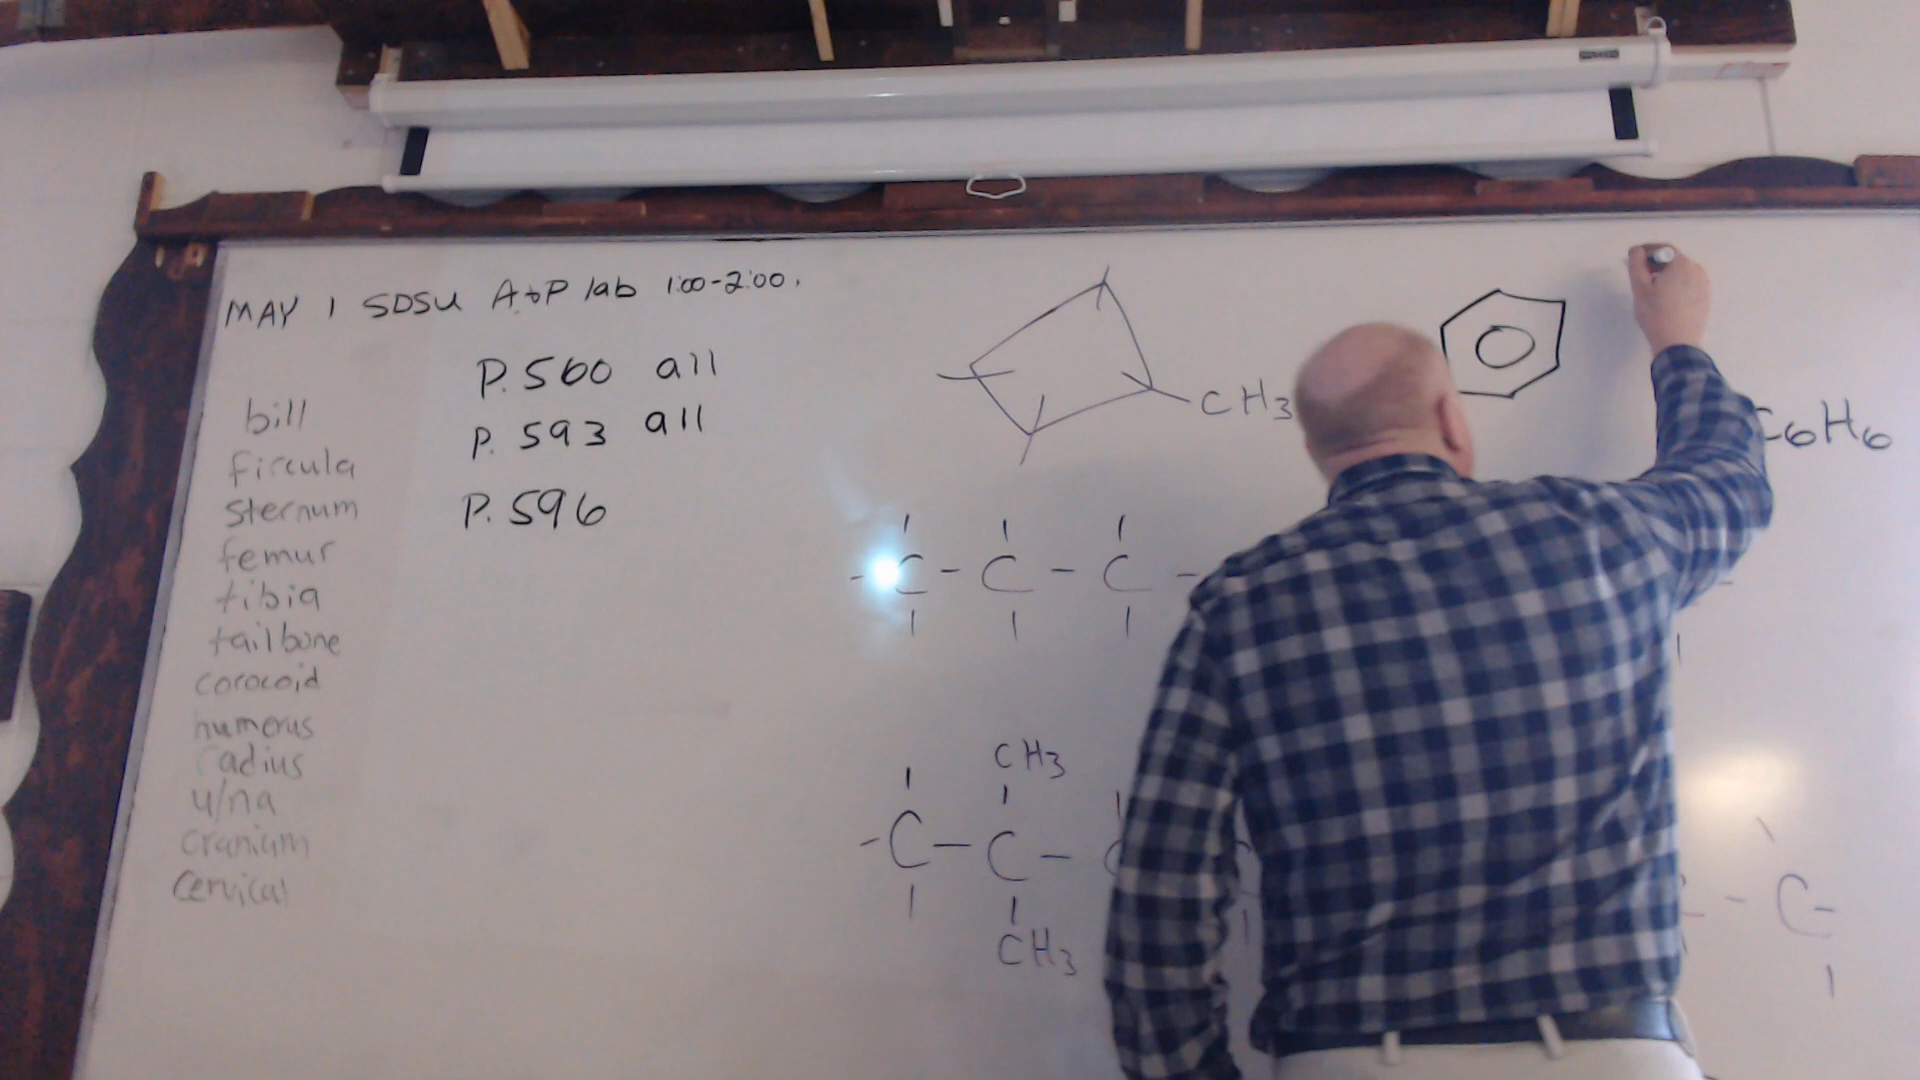 MAY 1 SDSU A&P lab 1:00-2:00.
P. 560 all
P. 593 all
P. 596
bill
fircula
sternum
femur
tibia
tailbone
corocoid
humerus
radius
ulna
cranium
cervical
CH3
C6H6
- C - C - C -
CH3
- C - C - C
CH3
- C -